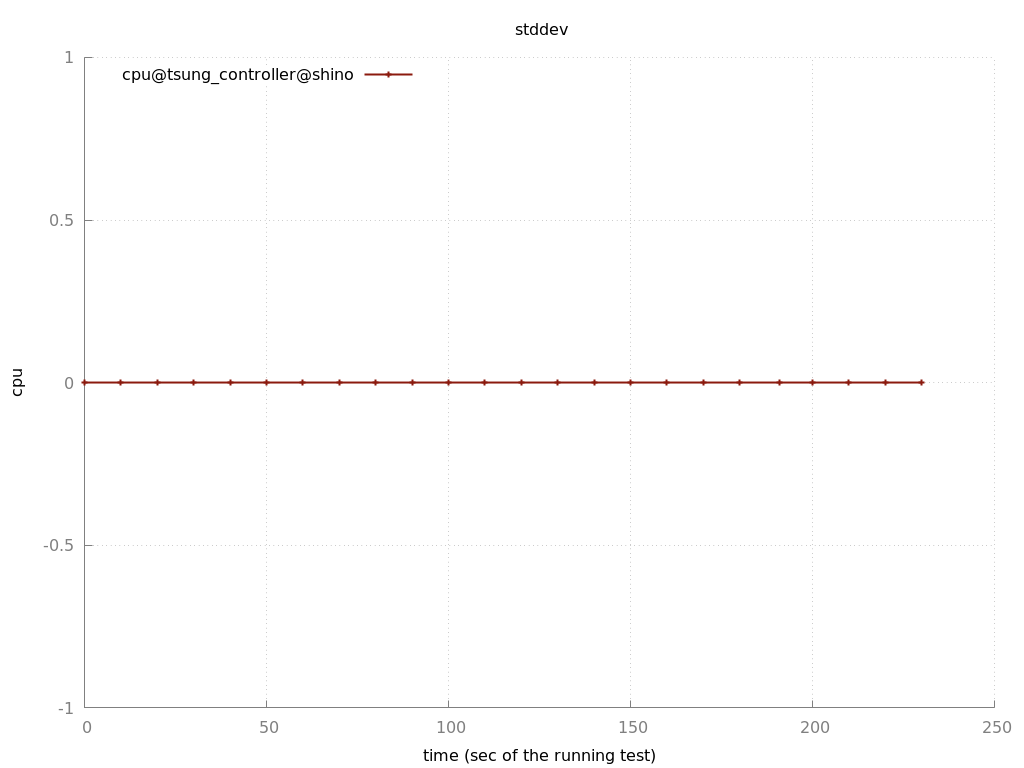 stddev
cpu@tsung_controller@shino
1
0.5
0
-0.5
-1
cpu
0 50 100 150 200 250
time (sec of the running test)